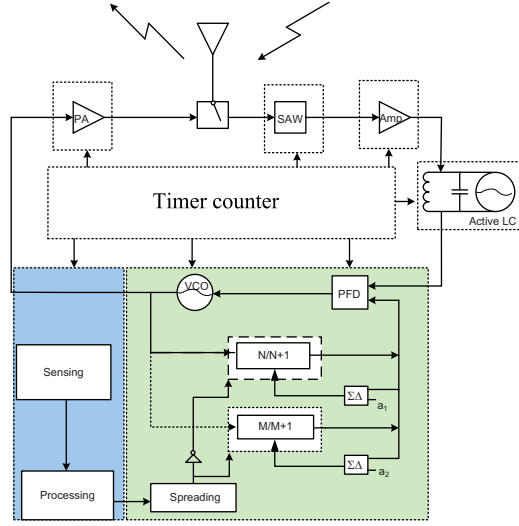 PA
SAW
Amp
Timer counter
Active LC
VCO
PFD
Sensing
N/N+1
ΣΔ
a1
M/M+1
ΣΔ
a2
Processing
Spreading